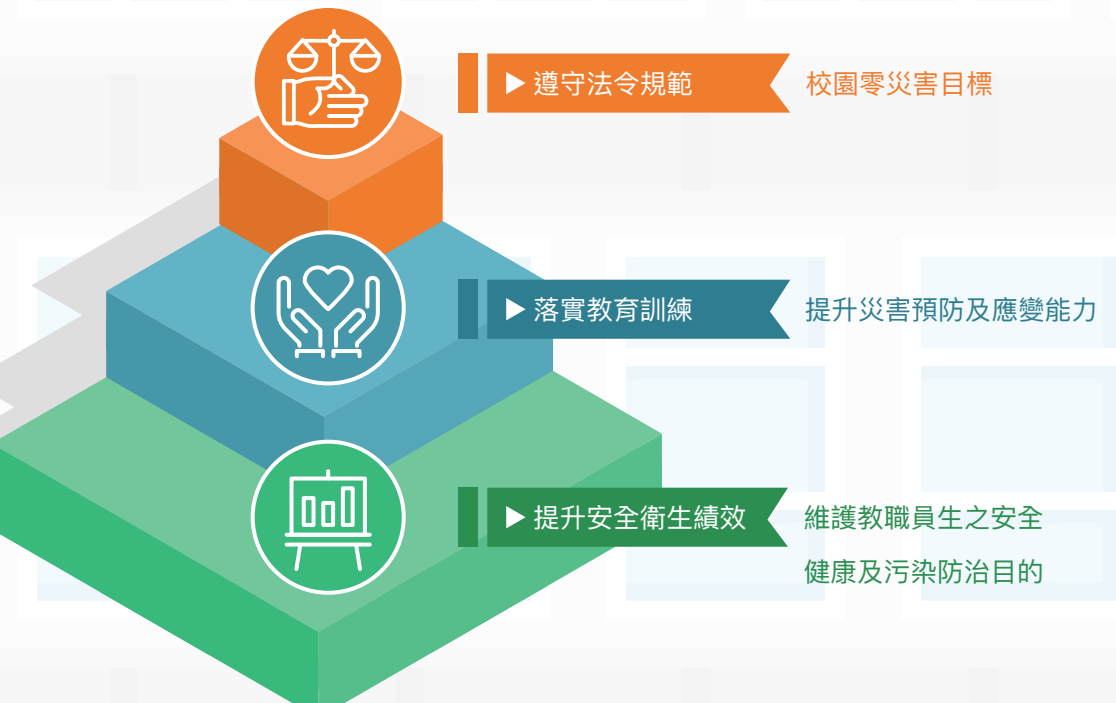 ▶遵守法令規範
校園零災害目標
▶落實教育訓練
提升災害預防及應變能力
▶提升安全衛生績效
維護教職員生之安全
健康及污染防治目的